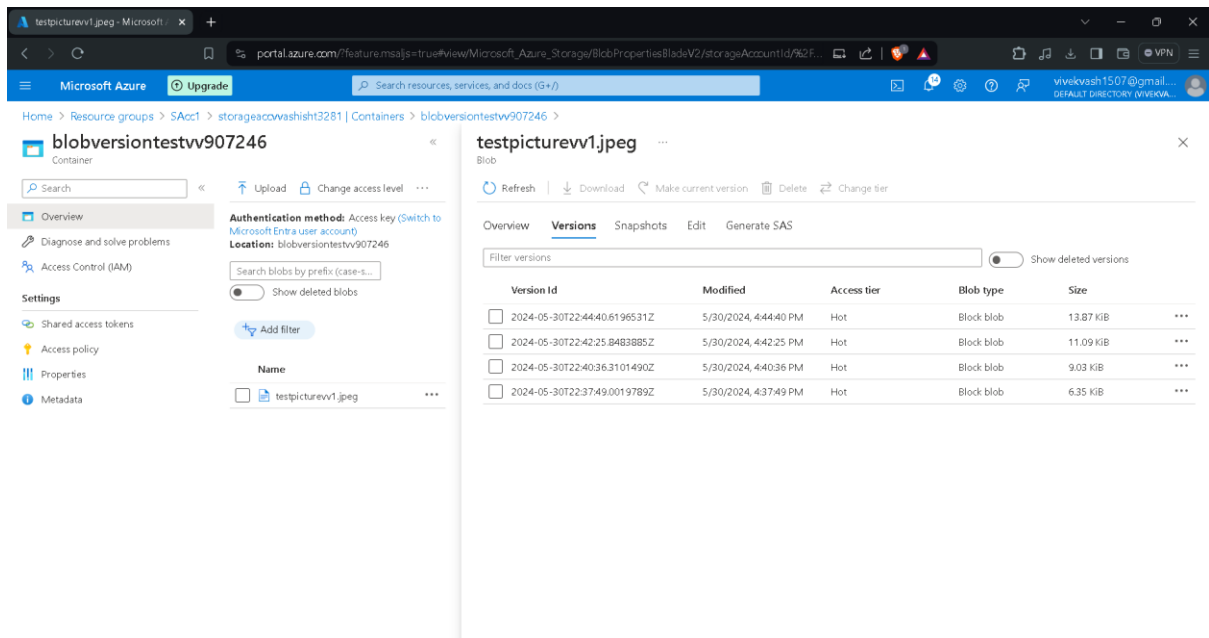 testpicturevv1.jpeg - Microsoft
portal.azure.com/?feature.msaljs=true#view/Microsoft_Azure_Storage/BlobPropertiesBladeV2/storageAccountId/%2F... VPN
Microsoft Azure Upgrade Search resources, services, and docs (G+/) 14 vivekvash1507@gmail....
DEFAULT DIRECTORY (VIVEKVA...
Home > Resource groups > SAcc1 > storageaccvvashisht3281 | Containers > blobversiontestvv907246 >
blobversiontestvv907246
Container
Search
Overview
Diagnose and solve problems
Access Control (IAM)
Settings
Shared access tokens
Access policy
Properties
Metadata
Upload Change access level ...
Authentication method: Access key (Switch to
Microsoft Entra user account)
Location: blobversiontestvv907246
Search blobs by prefix (case-s...
Show deleted blobs
Add filter
Name
testpicturevv1.jpeg ...
testpicturevv1.jpeg ...
Blob
Refresh Download Make current version Delete Change tier
Overview Versions Snapshots Edit Generate SAS
Filter versions Show deleted versions
Version Id Modified Access tier Blob type Size
2024-05-30T22:44:40.6196531Z 5/30/2024, 4:44:40 PM Hot Block blob 13.87 KiB ...
2024-05-30T22:42:25.8483885Z 5/30/2024, 4:42:25 PM Hot Block blob 11.09 KiB ...
2024-05-30T22:40:36.3101490Z 5/30/2024, 4:40:36 PM Hot Block blob 9.03 KiB ...
2024-05-30T22:37:49.0019789Z 5/30/2024, 4:37:49 PM Hot Block blob 6.35 KiB ...